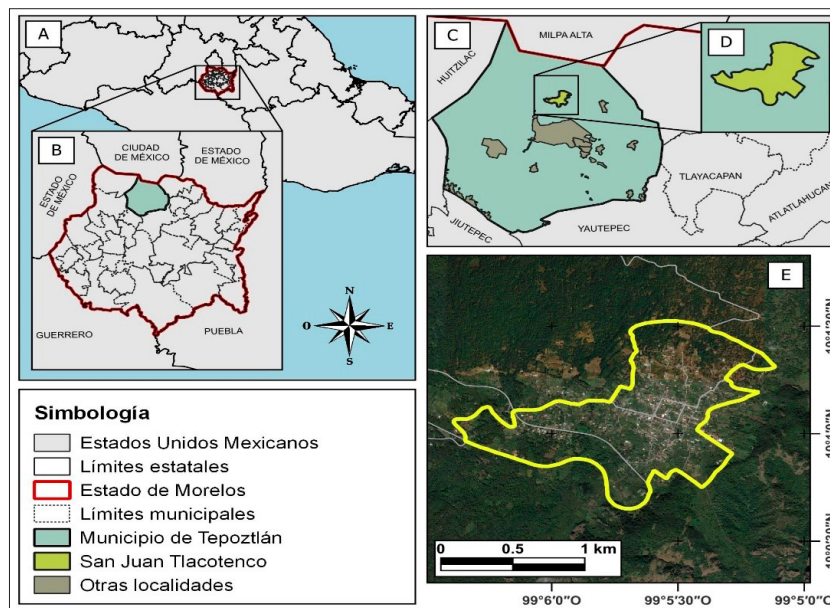 A
B
CIUDAD
DE MÉXICO
ESTADO
DE MÉXICO
ESTADO
DE MÉXICO
GUERRERO
PUEBLA
N
O
E
S
C
MILPA ALTA
HUITZILAC
D
TLAYACAPAN
ATLATLAHUCAN
YAUTEPEC
JIUTEPEC
E
0
0.5
1 km
99°6'0"O
99°5'30"O
99°5'0"O
Simbología
Estados Unidos Mexicanos
Límites estatales
Estado de Morelos
Límites municipales
Municipio de Tepoztlán
San Juan Tlacotenco
Otras localidades